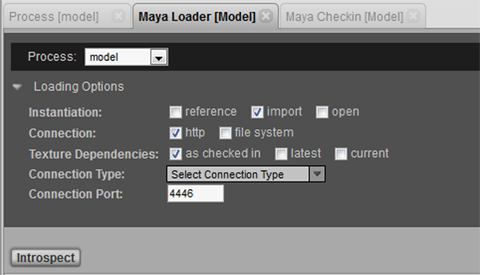 Process [model] Maya Loader [Model] Maya Checkin [Model]
Process: model
Loading Options
Instantiation: reference import open
Connection: http file system
Texture Dependencies: as checked in latest current
Connection Type: Select Connection Type
Connection Port: 4446
Introspect